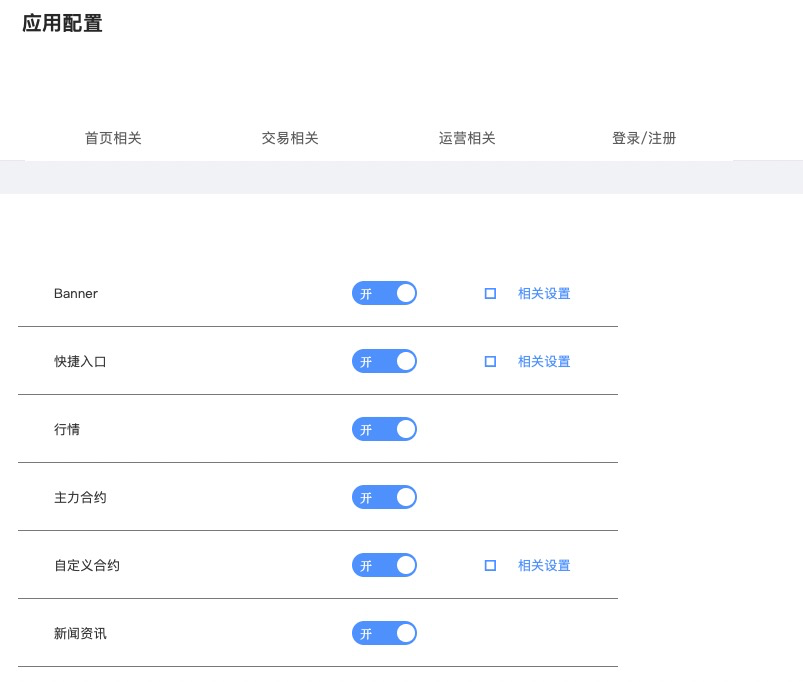 应用配置
首页相关 交易相关 运营相关 登录/注册
Banner 开 相关设置
快捷入口 开 相关设置
行情 开
主力合约 开
自定义合约 开 相关设置
新闻资讯 开